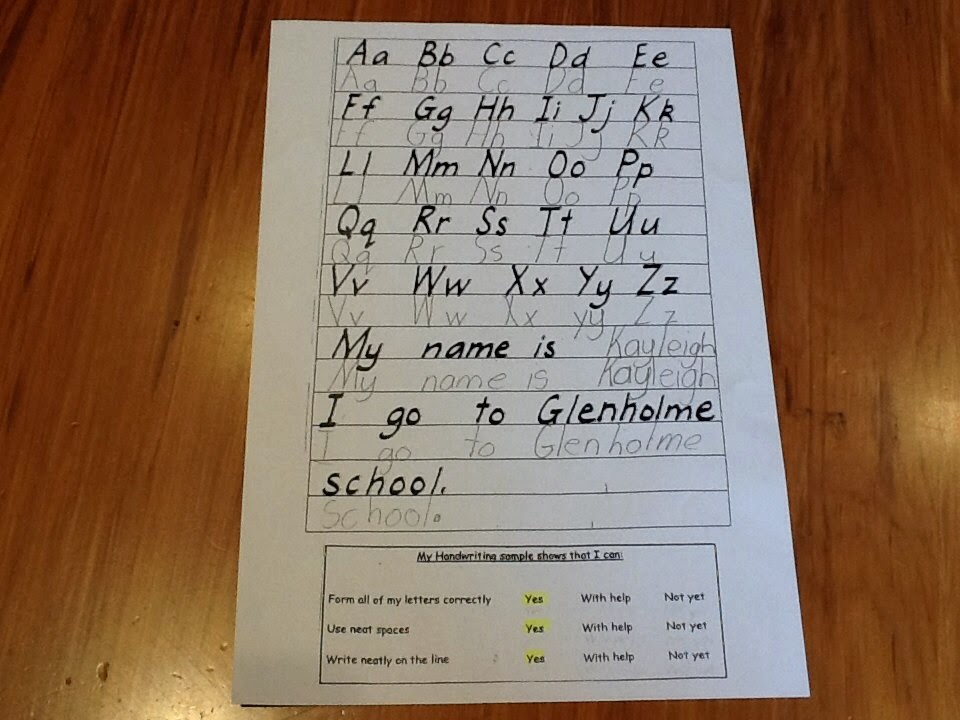 Aa Bb Cc Dd Ee
Aa Bb Cc Dd Ee
Ff Gg Hh Ii Jj Kk
Ff Gg Hh Ii Jj Kk
Ll Mm Nn Oo Pp
Ll Mm Nn Oo Pp
Qq Rr Ss Tt Uu
Qq Rr Ss Tt Uu
Vv Ww Xx Yy Zz
Vv Ww Xx yy Zz
My name is Kayleigh
My name is Kayleigh
I go to Glenholme
I go to Glenholme
school.
School.
My Handwriting sample shows that I can:
Form all of my letters correctly Yes With help Not yet
Use neat spaces Yes With help Not yet
Write neatly on the line Yes With help Not yet